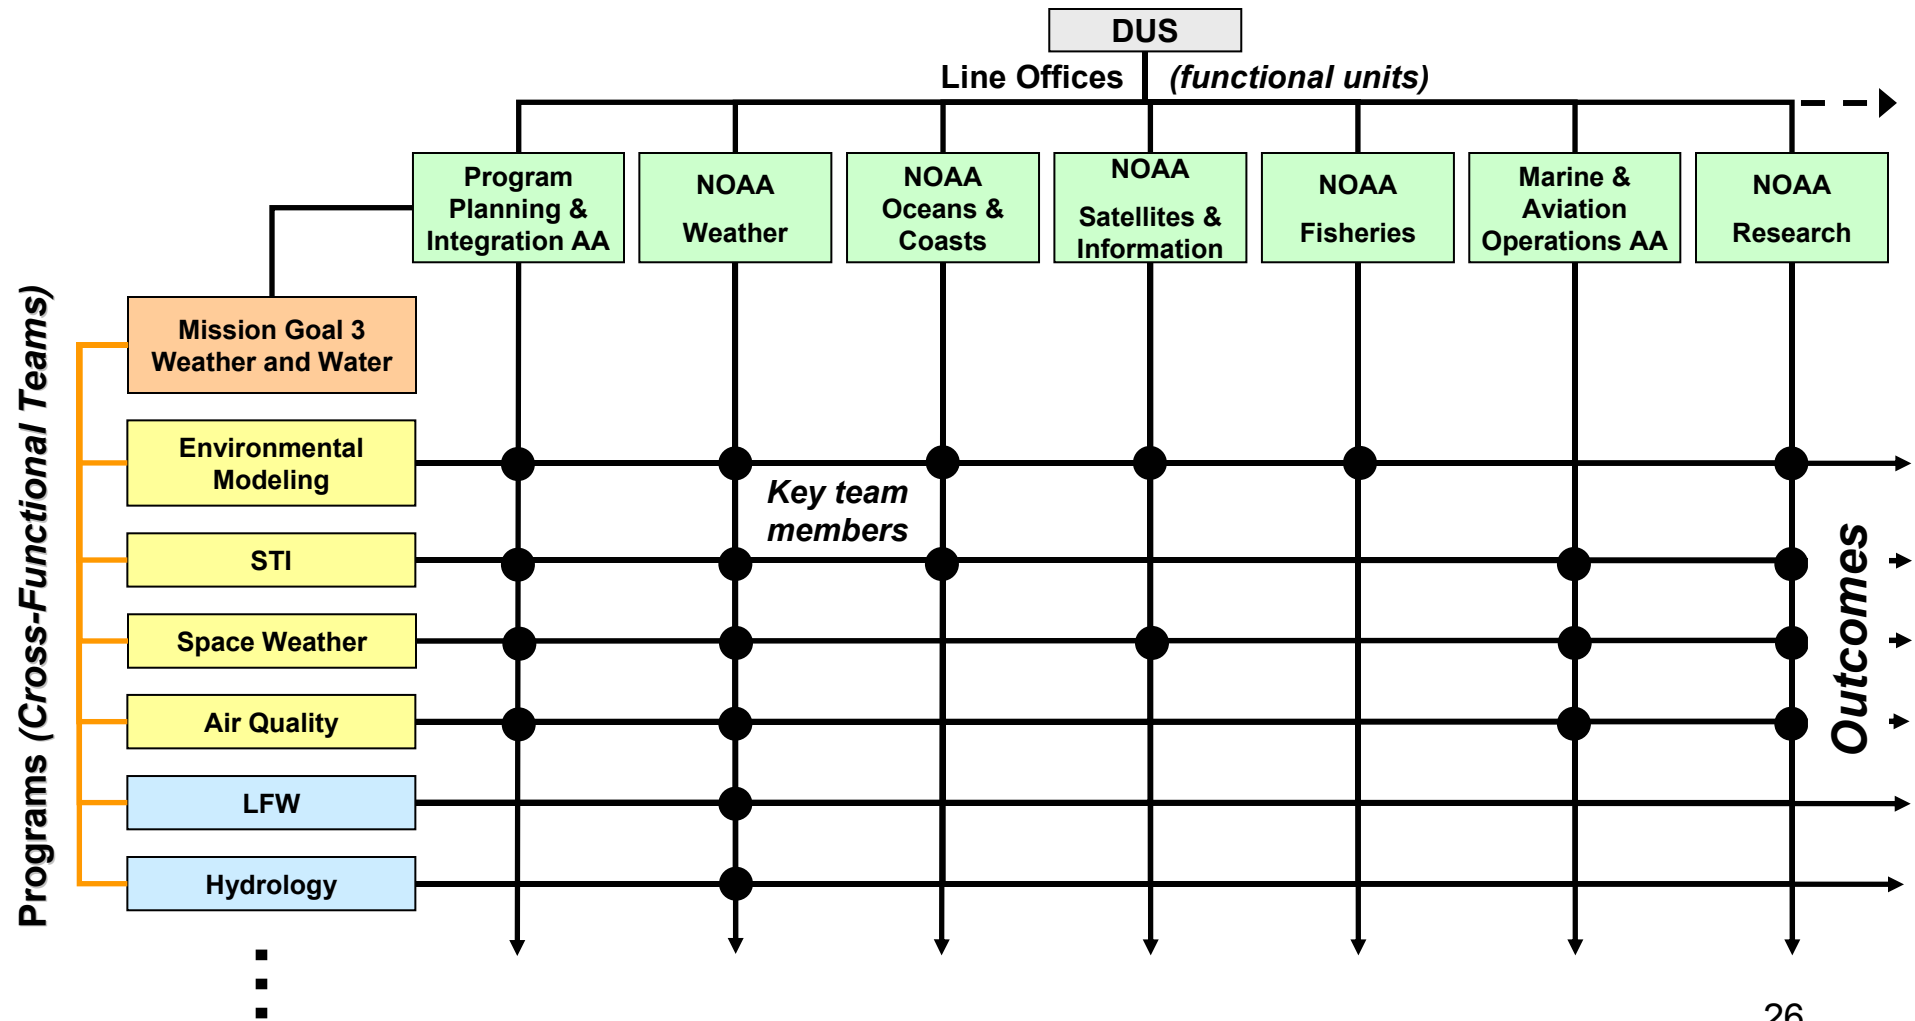 DUS
Line Offices (functional units)
Program
Planning &
Integration AA
NOAA
Weather
NOAA
Oceans &
Coasts
NOAA
Satellites &
Information
NOAA
Fisheries
Marine &
Aviation
Operations AA
NOAA
Research
Programs (Cross-Functional Teams)
Mission Goal 3
Weather and Water
Environmental
Modeling
Key team
members
STI
Space Weather
Air Quality
LFW
Hydrology
Outcomes
26